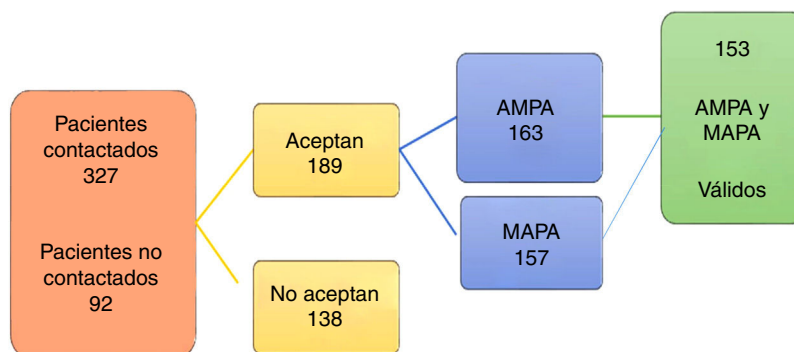 Pacientes
contactados
327
Pacientes no
contactados
92
Aceptan
189
No aceptan
138
AMPA
163
MAPA
157
153
AMPA y
MAPA
Válidos